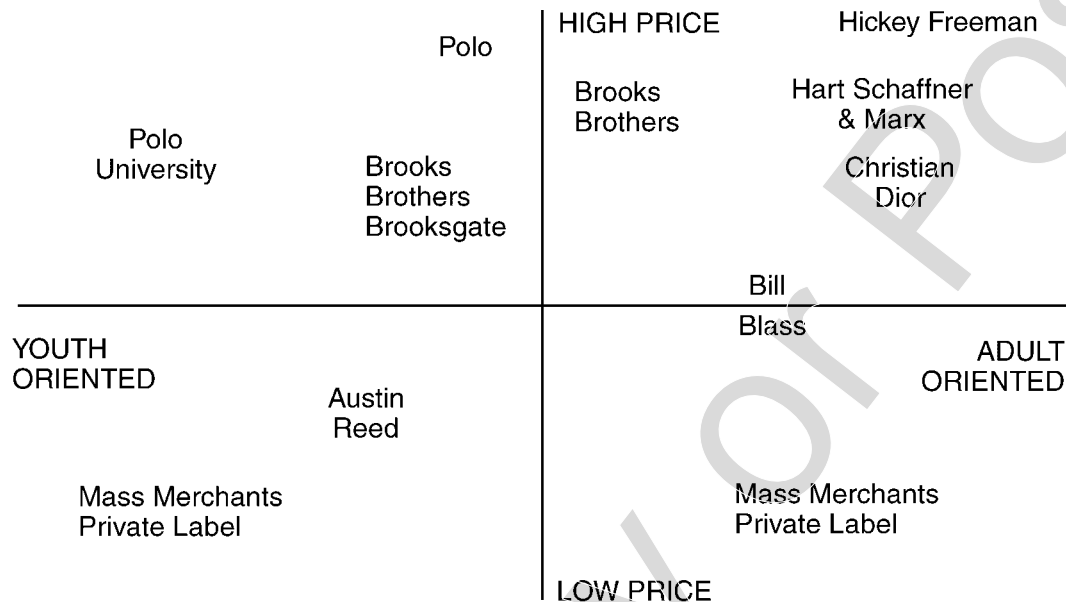 HIGH PRICE
Hickey Freeman
Polo
Brooks
Brothers
Hart Schaffner
& Marx
Polo
University
Brooks
Brothers
Brooksgate
Christian
Dior
Bill
Blass
YOUTH
ORIENTED
ADULT
ORIENTED
Austin
Reed
Mass Merchants
Private Label
Mass Merchants
Private Label
LOW PRICE